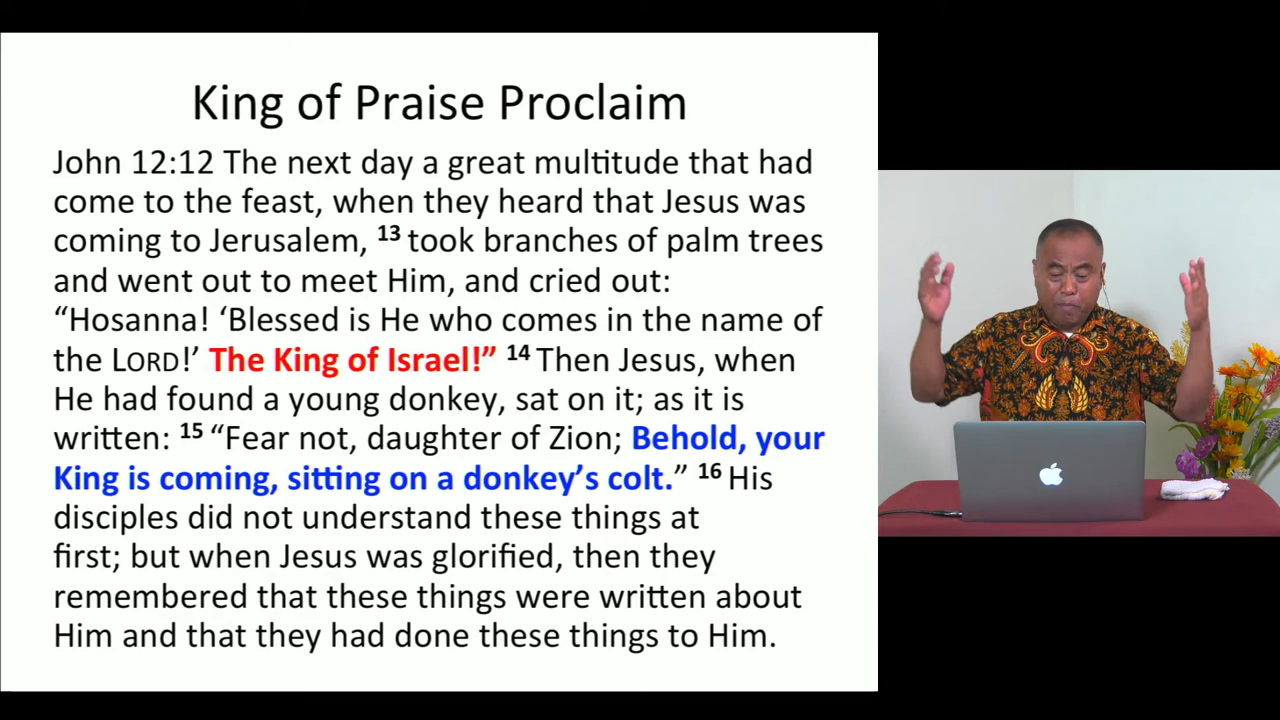 King of Praise Proclaim
John 12:12 The next day a great multitude that had
come to the feast, when they heard that Jesus was
coming to Jerusalem, 13 took branches of palm trees
and went out to meet Him, and cried out:
“Hosanna! ‘Blessed is He who comes in the name of
the LORD!’ The King of Israel!” 14 Then Jesus, when
He had found a young donkey, sat on it; as it is
written: 15 “Fear not, daughter of Zion; Behold, your
King is coming, sitting on a donkey’s colt.” 16 His
disciples did not understand these things at
first; but when Jesus was glorified, then they
remembered that these things were written about
Him and that they had done these things to Him.